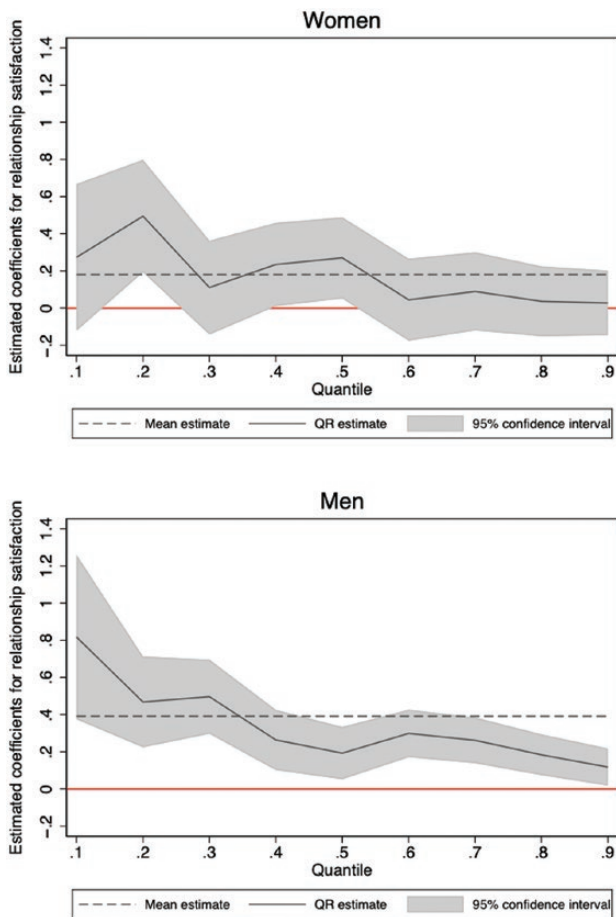 Women
Estimated coefficients for relationship satisfaction
1.4
1.2
1
.8
.6
.4
.2
0
-.2
.1 .2 .3 .4 .5 .6 .7 .8 .9
Quantile
Mean estimate QR estimate 95% confidence interval
Men
Estimated coefficients for relationship satisfaction
1.4
1.2
1
.8
.6
.4
.2
0
-.2
.1 .2 .3 .4 .5 .6 .7 .8 .9
Quantile
Mean estimate QR estimate 95% confidence interval